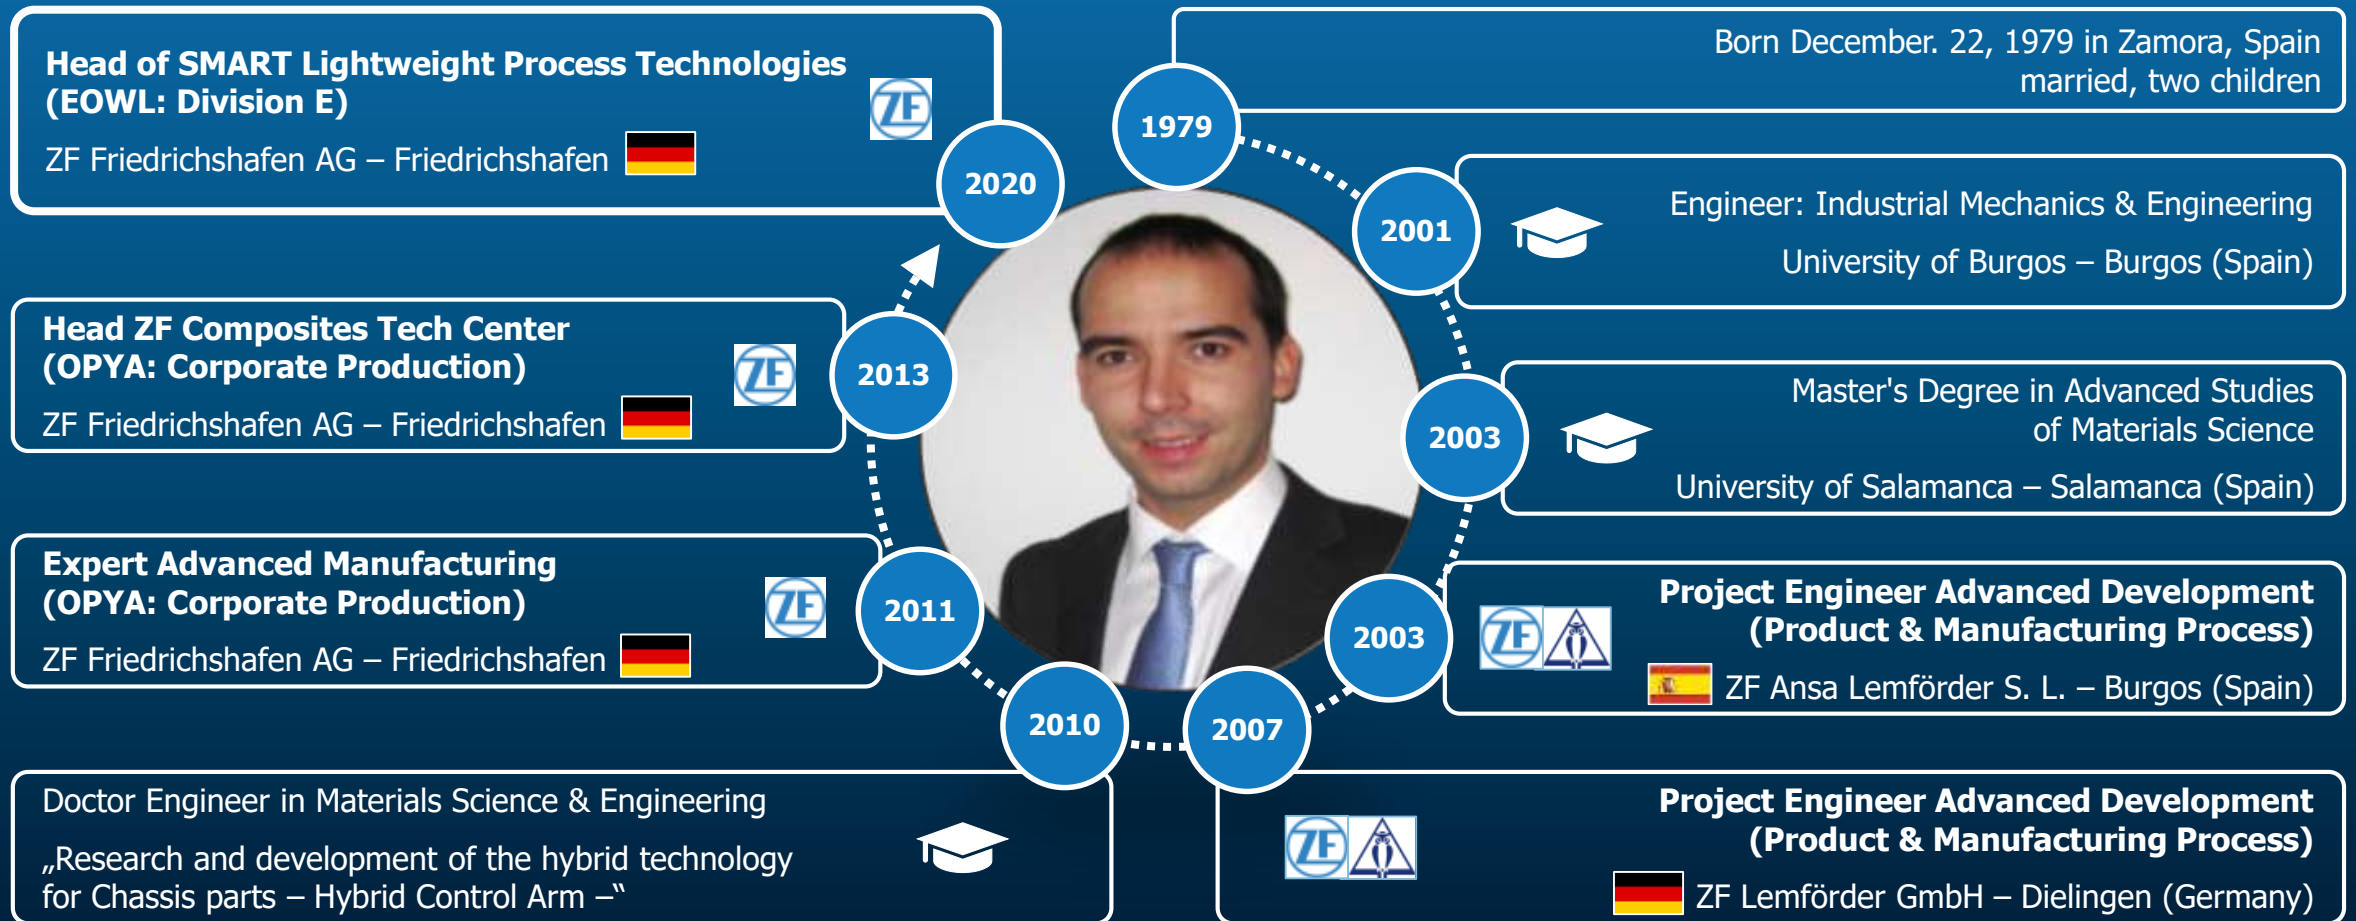 Head of SMART Lightweight Process Technologies
(EOWL: Division E)
ZF Friedrichshafen AG – Friedrichshafen
ZF
2020
Born December. 22, 1979 in Zamora, Spain
married, two children
1979
Engineer: Industrial Mechanics & Engineering
University of Burgos – Burgos (Spain)
2001
Master's Degree in Advanced Studies
of Materials Science
University of Salamanca – Salamanca (Spain)
2003
Project Engineer Advanced Development
(Product & Manufacturing Process)
ZF Ansa Lemförder S. L. – Burgos (Spain)
ZF
2003
Project Engineer Advanced Development
(Product & Manufacturing Process)
ZF Lemförder GmbH – Dielingen (Germany)
ZF
2007
Doctor Engineer in Materials Science & Engineering
„Research and development of the hybrid technology
for Chassis parts – Hybrid Control Arm –“
2010
Expert Advanced Manufacturing
(OPYA: Corporate Production)
ZF Friedrichshafen AG – Friedrichshafen
ZF
2011
Head ZF Composites Tech Center
(OPYA: Corporate Production)
ZF Friedrichshafen AG – Friedrichshafen
ZF
2013